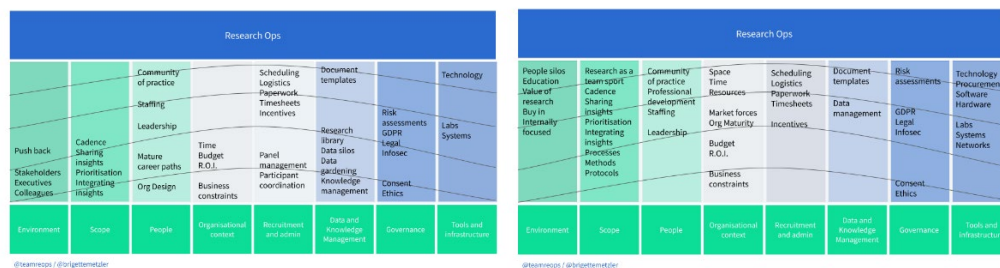 Research Ops
Push back
Stakeholders
Executives
Colleagues
Cadence
Sharing
insights
Prioritisation
Integrating
insights
Community
of practice
Staffing
Leadership
Mature
career paths
Org Design
Time
Budget
R.O.I.
Business
constraints
Scheduling
Logistics
Paperwork
Timesheets
Incentives
Panel
management
Participant
coordination
Document
templates
Research
library
Data silos
Data
gardening
Knowledge
management
Risk
assessments
GDPR
Legal
Infosec
Consent
Ethics
Technology
Labs
Systems
Environment
Scope
People
Organisational
context
Recruitment
and admin
Data and
Knowledge
Management
Governance
Tools and
infrastructure
@teamreops / @brigettemetzler
Research Ops
People silos
Education
Value of
research
Buy in
Internally
focused
Research as a
team sport
Cadence
Sharing
insights
Prioritisation
Integrating
insights
Processes
Methods
Protocols
Community
of practice
Professional
development
Staffing
Leadership
Space
Time
Resources
Market forces
Org Maturity
Budget
R.O.I.
Business
constraints
Scheduling
Logistics
Paperwork
Timesheets
Incentives
Document
templates
Data
management
Risk
assessments
GDPR
Legal
Infosec
Consent
Ethics
Technology
Procurement
Software
Hardware
Labs
Systems
Networks
Environment
Scope
People
Organisational
context
Recruitment
and admin
Data and
Knowledge
Management
Governance
Tools and
infrastructure
@teamreops / @brigettemetzler